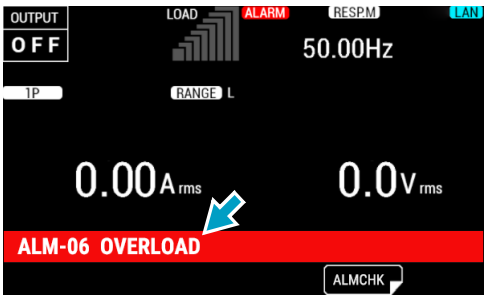 OUTPUT LOAD ALARM RESP.M LAN
OFF 50.00Hz
1P RANGE L
0.00 A rms 0.0 V rms
ALM-06 OVERLOAD
ALMCHK